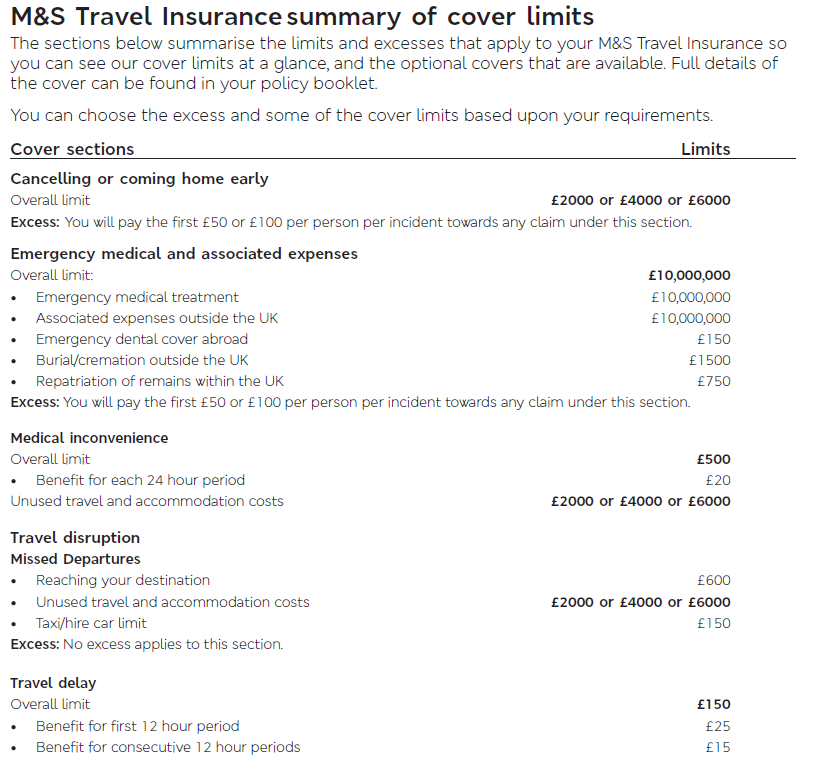 M&S Travel Insurance summary of cover limits
The sections below summarise the limits and excesses that apply to your M&S Travel Insurance so
you can see our cover limits at a glance, and the optional covers that are available. Full details of
the cover can be found in your policy booklet.
You can choose the excess and some of the cover limits based upon your requirements.
Cover sections Limits
Cancelling or coming home early
Overall limit £2000 or £4000 or £6000
Excess: You will pay the first £50 or £100 per person per incident towards any claim under this section.
Emergency medical and associated expenses
Overall limit: £10,000,000
• Emergency medical treatment £10,000,000
• Associated expenses outside the UK £10,000,000
• Emergency dental cover abroad £150
• Burial/cremation outside the UK £1500
• Repatriation of remains within the UK £750
Excess: You will pay the first £50 or £100 per person per incident towards any claim under this section.
Medical inconvenience
Overall limit £500
• Benefit for each 24 hour period £20
Unused travel and accommodation costs £2000 or £4000 or £6000
Travel disruption
Missed Departures
• Reaching your destination £600
• Unused travel and accommodation costs £2000 or £4000 or £6000
• Taxi/hire car limit £150
Excess: No excess applies to this section.
Travel delay
Overall limit £150
• Benefit for first 12 hour period £25
• Benefit for consecutive 12 hour periods £15